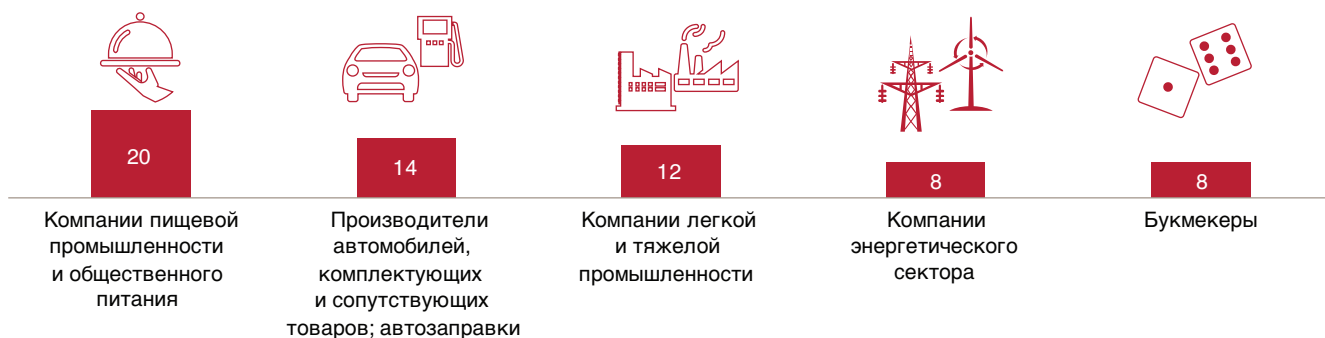 20
14
12
8
8
Компании пищевой
промышленности
и общественного
питания
Производители
автомобилей,
комплектующих
и сопутствующих
товаров; автозаправки
Компании легкой
и тяжелой
промышленности
Компании
энергетического
сектора
Букмекеры